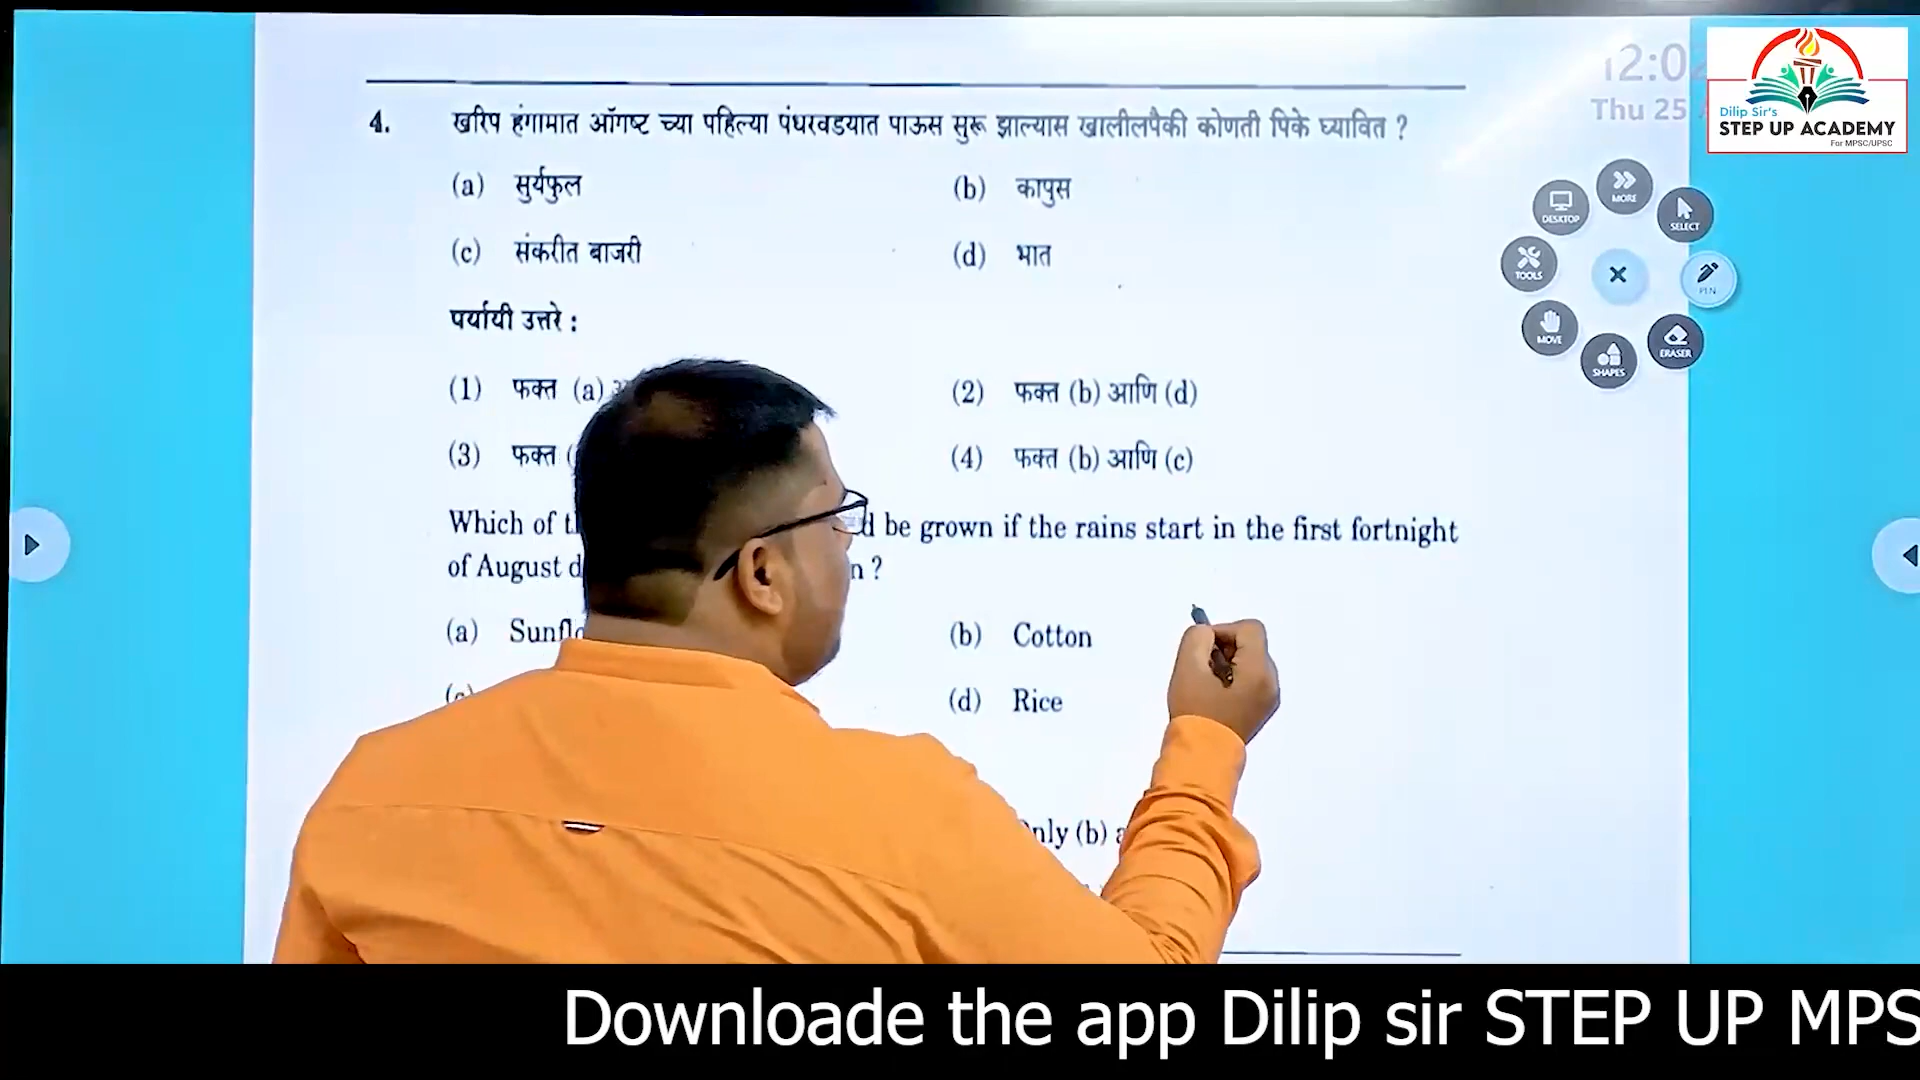 12:02
Thu 25
Dilip Sir's
STEP UP ACADEMY
For MPSC/UPSC
4. खरिप हंगामात ऑगष्ट च्या पहिल्या पंधरवडयात पाऊस सुरू झाल्यास खालीलपैकी कोणती पिके घ्यावित ?
(a) सुर्यफुल (b) कापुस
(c) संकरीत बाजरी (d) भात
पर्यायी उत्तरे :
(1) फक्त (a) (2) फक्त (b) आणि (d)
(3) फक्त (4) फक्त (b) आणि (c)
Which of be grown if the rains start in the first fortnight
of August ?
(a) (b) Cotton
(d) Rice
(b)
MORE
DESKTOP
SELECT
TOOLS
PEN
MOVE
ERASER
SHAPES
Downloade the app Dilip sir STEP UP MPS